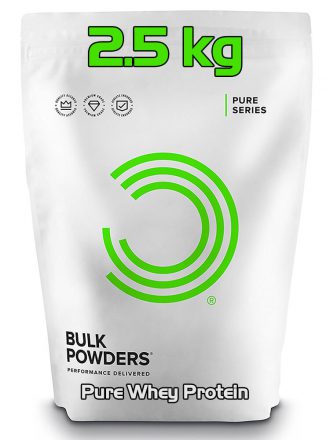 2.5 kg
PURE
SERIES
®
BULK
POWDERS®
PERFORMANCE DELIVERED
Pure Whey Protein